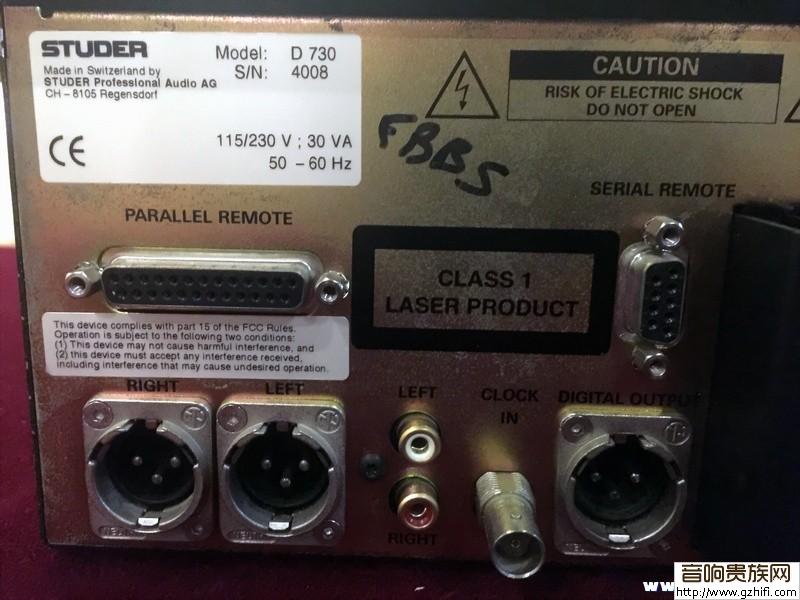 STUDER
Model: D 730
S/N: 4008
Made in Switzerland by
STUDER Professional Audio AG
CH – 8105 Regensdorf
115/230 V ; 30 VA
50 – 60 Hz
CE
CAUTION
RISK OF ELECTRIC SHOCK
DO NOT OPEN
FBBS
SERIAL REMOTE
PARALLEL REMOTE
CLASS 1
LASER PRODUCT
This device complies with part 15 of the FCC Rules.
Operation is subject to the following two conditions:
(1) This device may not cause harmful interference, and
(2) this device must accept any interference received,
including interference that may cause undesired operation.
RIGHT
LEFT
LEFT
CLOCK
IN
DIGITAL OUTPUT
RIGHT
音响贵族网
http://www.gzhifi.com